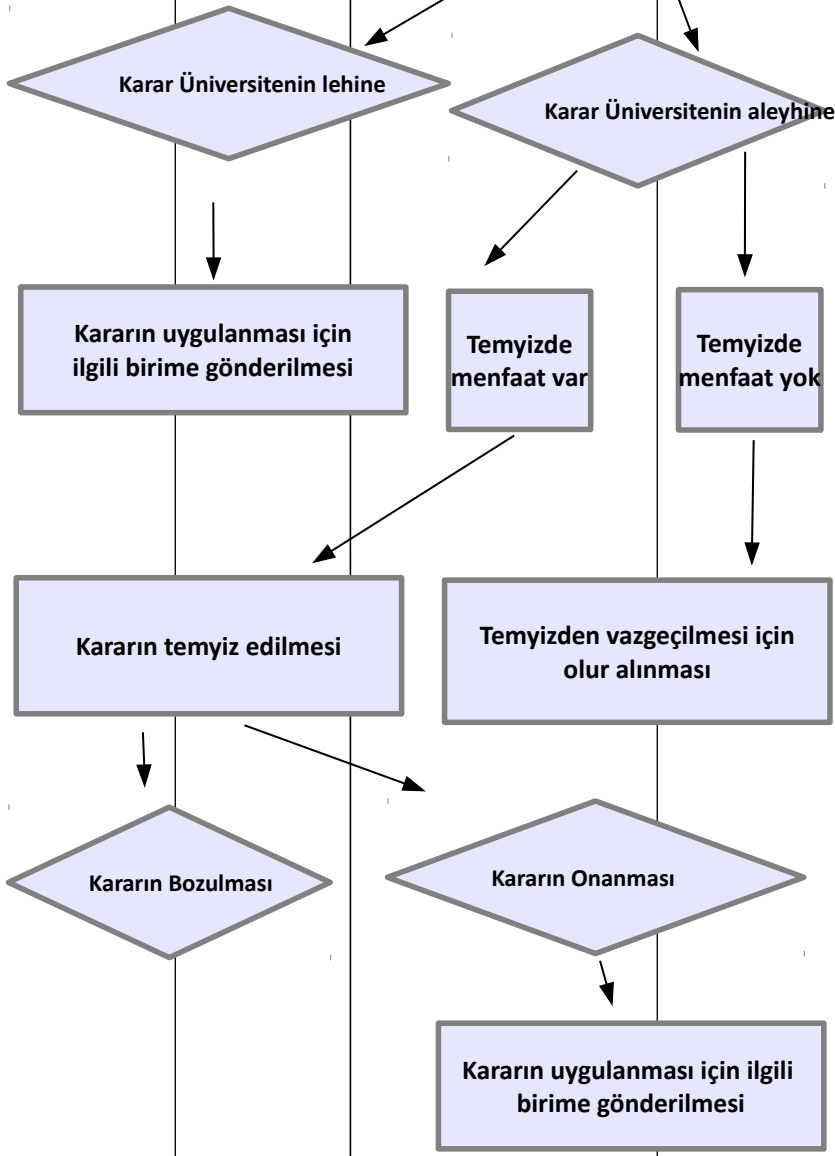 Karar Üniversitenin lehine
Karar Üniversitenin aleyhine
Kararın uygulanması için
ilgili birime gönderilmesi
Temyizde
menfaat var
Temyizde
menfaat yok
Kararın temyiz edilmesi
Temyizden vazgeçilmesi için
olur alınması
Kararın Bozulması
Kararın Onanması
Kararın uygulanması için ilgili
birime gönderilmesi